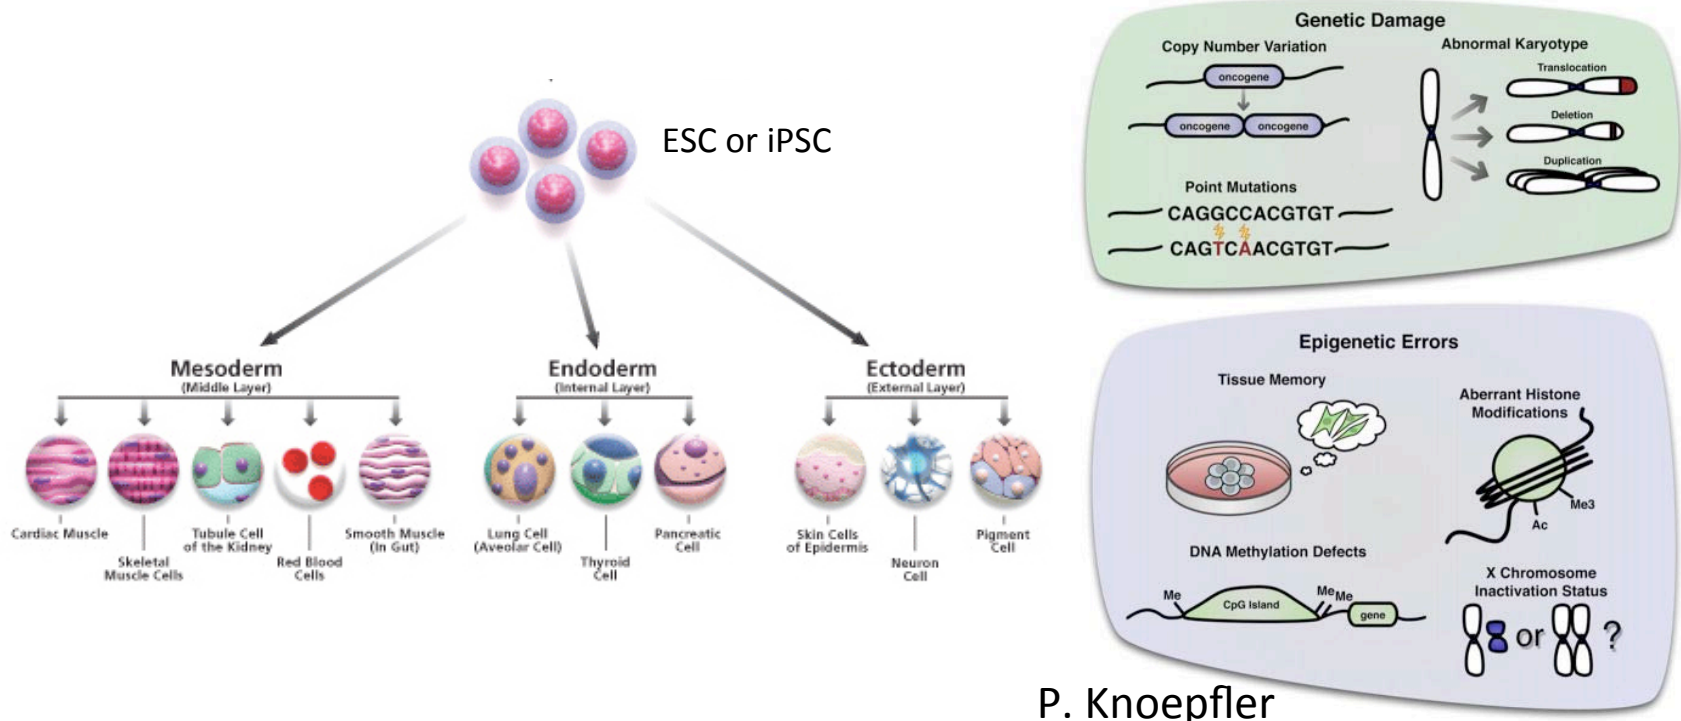 ESC or iPSC
Mesoderm
(Middle Layer)
Cardiac Muscle
Skeletal
Muscle Cells
Tubule Cell
of the Kidney
Red Blood
Cells
Smooth Muscle
(In Gut)
Endoderm
(Internal Layer)
Lung Cell
(Aveolar Cell)
Thyroid
Cell
Pancreatic
Cell
Ectoderm
(External Layer)
Skin Cells
of Epidermis
Neuron
Cell
Pigment
Cell
Genetic Damage
Copy Number Variation
oncogene
oncogene oncogene
Point Mutations
CAGGCCACGTGT
CAGTCAACGTGT
Abnormal Karyotype
Translocation
Deletion
Duplication
Epigenetic Errors
Tissue Memory
Aberrant Histone
Modifications
Me3
Ac
DNA Methylation Defects
Me CpG Island Me Me gene
X Chromosome
Inactivation Status
or ?
P. Knoepfler